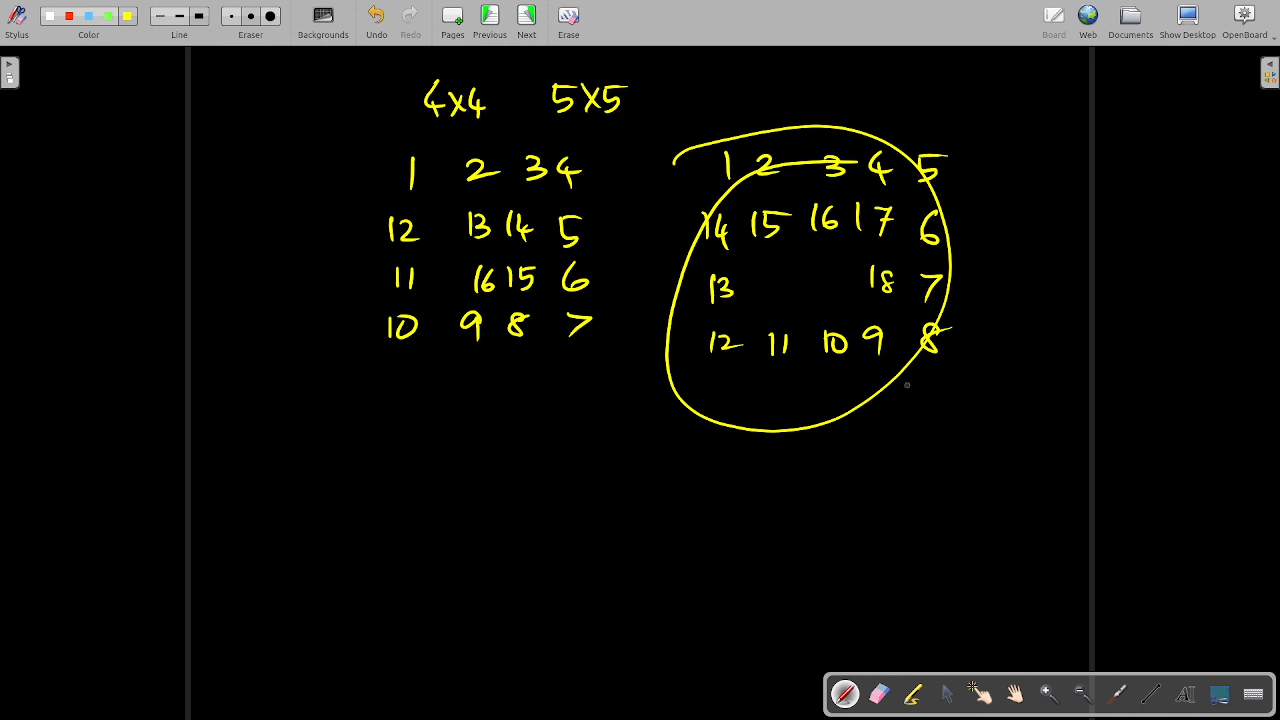 Color Line Eraser Backgrounds Undo Redo Pages Previous Next Erase Board Web Documents Show Desktop OpenBoard
Stylus
4x4 5x5
1 2 3 4
12 13 14 5
11 16 15 6
10 9 8 7
1 2 3 4 5
14 15 16 17 6
13 18 7
12 11 10 9 8